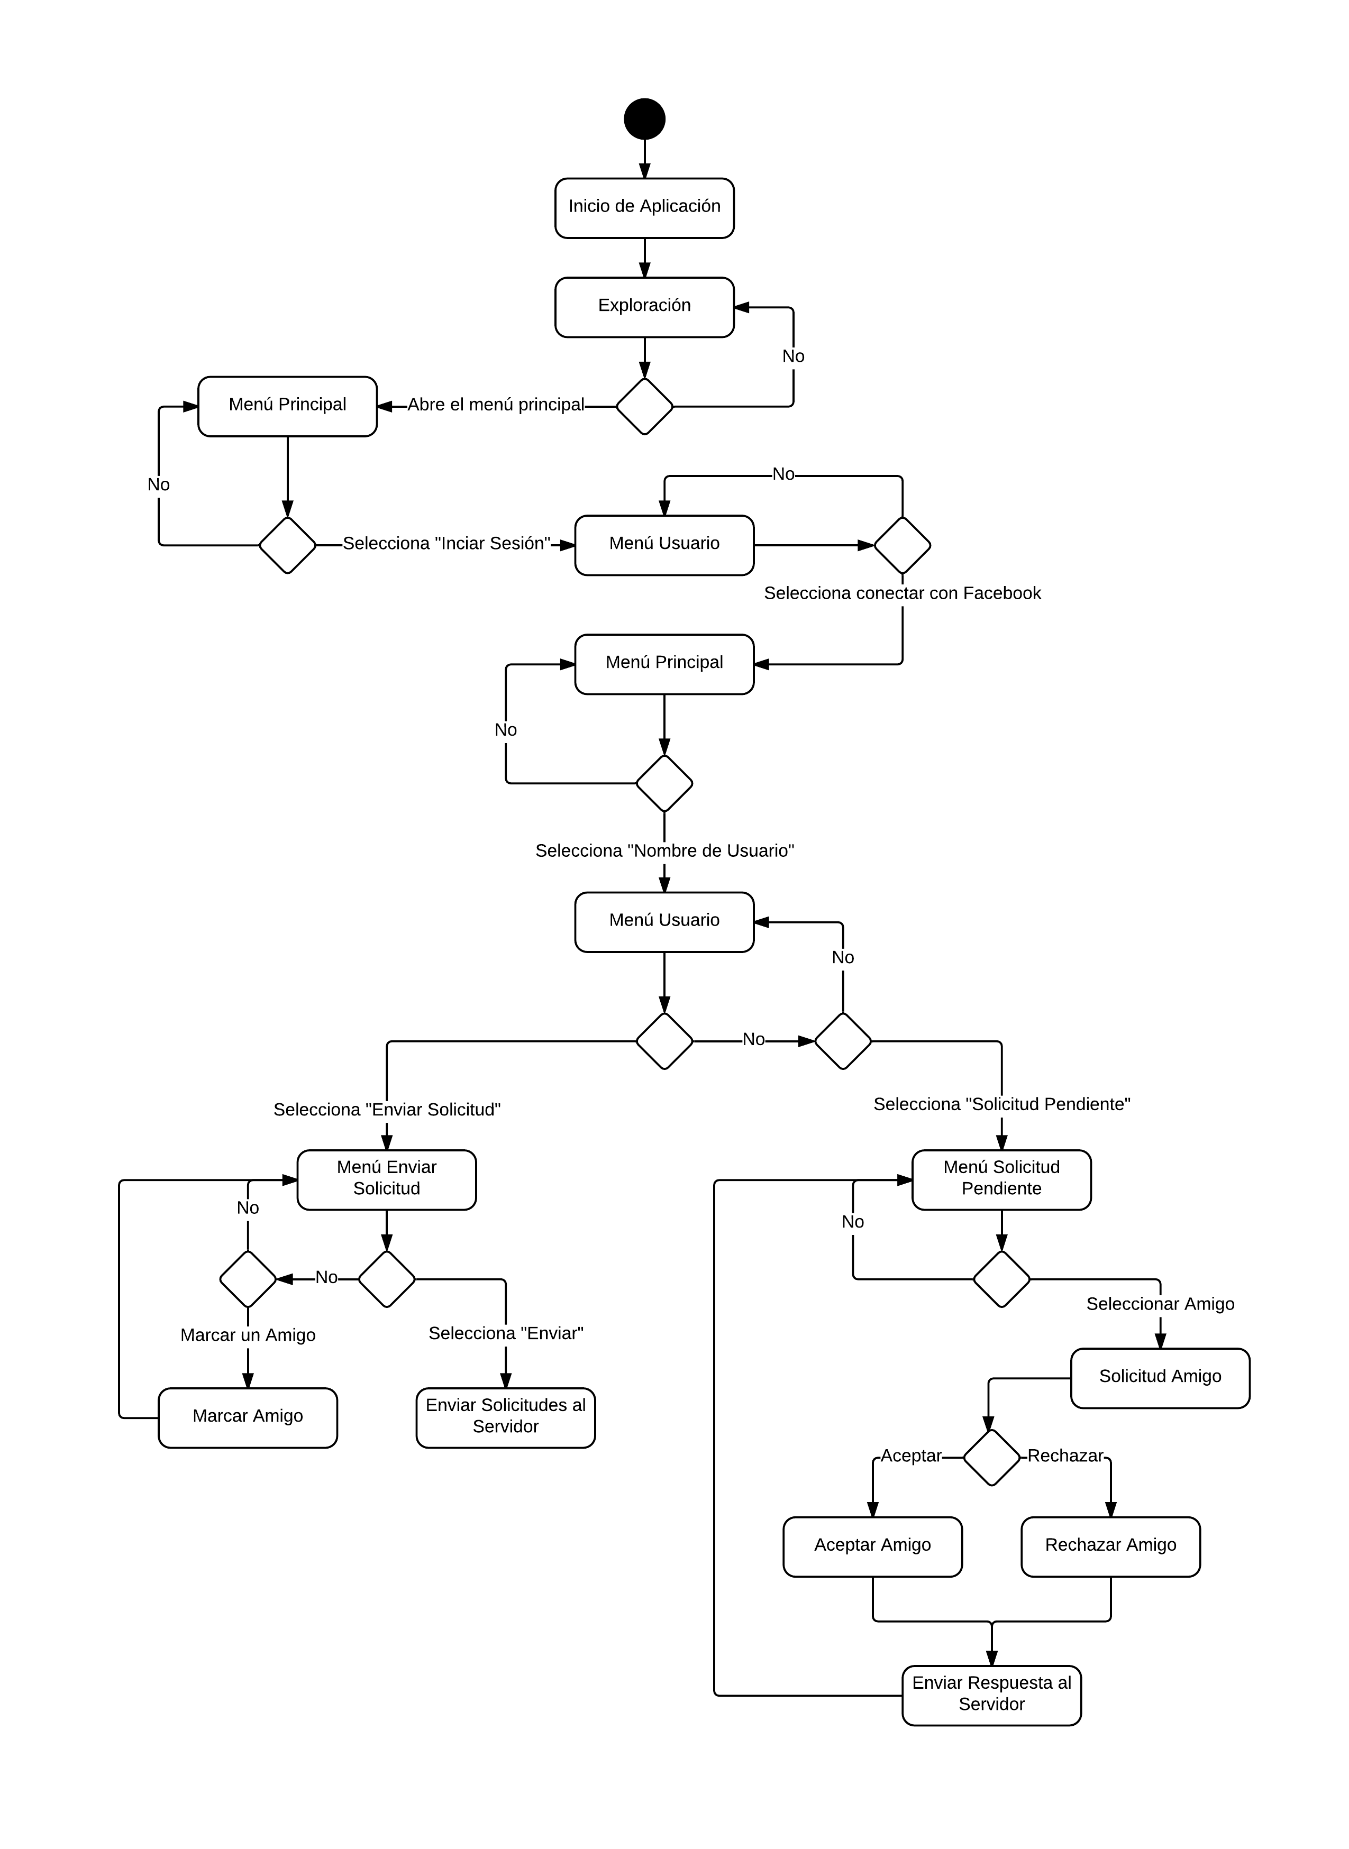 Inicio de Aplicación
Exploración
No
Menú Principal
Abre el menú principal
No
No
Selecciona "Inciar Sesión"
Menú Usuario
Selecciona conectar con Facebook
Menú Principal
No
Selecciona "Nombre de Usuario"
Menú Usuario
No
No
Selecciona "Enviar Solicitud"
Selecciona "Solicitud Pendiente"
Menú Enviar
Solicitud
Menú Solicitud
Pendiente
No
No
No
Seleccionar Amigo
Marcar un Amigo
Selecciona "Enviar"
Solicitud Amigo
Marcar Amigo
Enviar Solicitudes al
Servidor
Aceptar
Rechazar
Aceptar Amigo
Rechazar Amigo
Enviar Respuesta al
Servidor